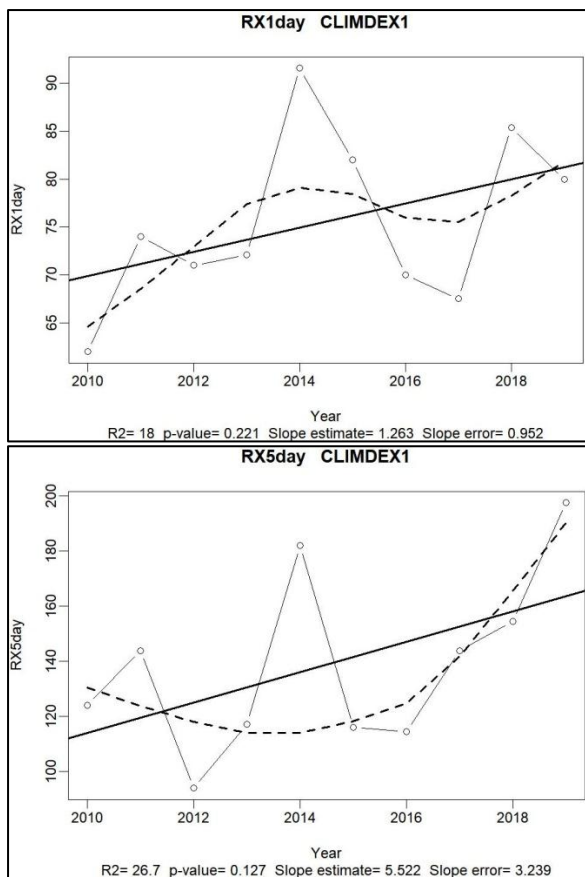 RX1day CLIMDEX1
90
85
80
75
70
65
RX1day
2010 2012 2014 2016 2018
Year
R2= 18 p-value= 0.221 Slope estimate= 1.263 Slope error= 0.952
RX5day CLIMDEX1
200
180
160
140
120
100
RX5day
2010 2012 2014 2016 2018
Year
R2= 26.7 p-value= 0.127 Slope estimate= 5.522 Slope error= 3.239